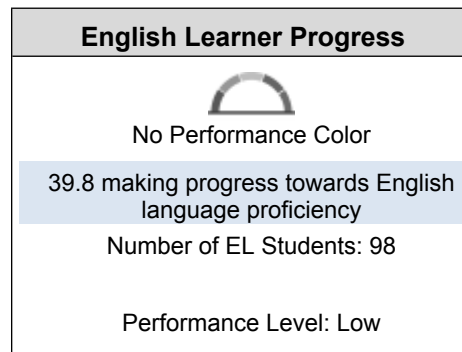 English Learner Progress
No Performance Color
39.8 making progress towards English
language proficiency
Number of EL Students: 98
Performance Level: Low